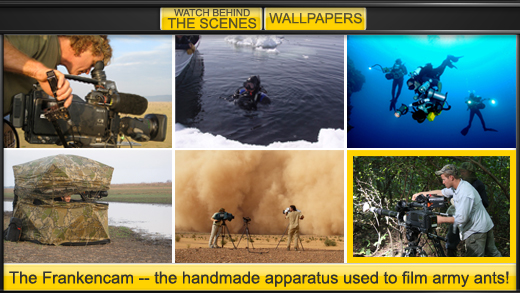 WATCH BEHIND
THE SCENES
WALLPAPERS
The Frankencam -- the handmade apparatus used to film army ants!